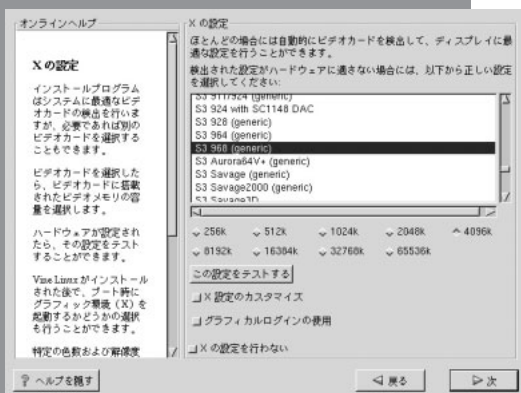 オンラインヘルプ
X の設定
インストールプログラム
はシステムに最適なビデ
オカードの検出を行いま
すが、必要であれば別の
ビデオカードを選択する
こともできます。
ビデオカードを選択した
ら、ビデオカードに搭載
されたビデオメモリの容
量を選択します。
ハードウェアが設定され
たら、その設定をテスト
することができます。
Vine Linux がインストール
された後で、ブート時に
グラフィック環境（X）を
起動するかどうかの選択
も行うことができます。
特定の色数および解像度
X の設定
ほとんどの場合には自動的にビデオカードを検出して、ディスプレイに最
適な設定を行うことができます。
検出された設定がハードウェアに適さない場合には、以下から正しい設定
を選択してください:
S3 911/924 (generic)
S3 924 with SC1148 DAC
S3 928 (generic)
S3 964 (generic)
S3 968 (generic)
S3 Aurora64V+ (generic)
S3 Savage (generic)
S3 Savage2000 (generic)
S3 Savage3D
256k 512k 1024k 2048k 4096k
8192k 16384k 32768k 65536k
この設定をテストする
X 設定のカスタマイズ
グラフィカルログインの使用
X の設定を行わない
? ヘルプを隠す
戻る
次